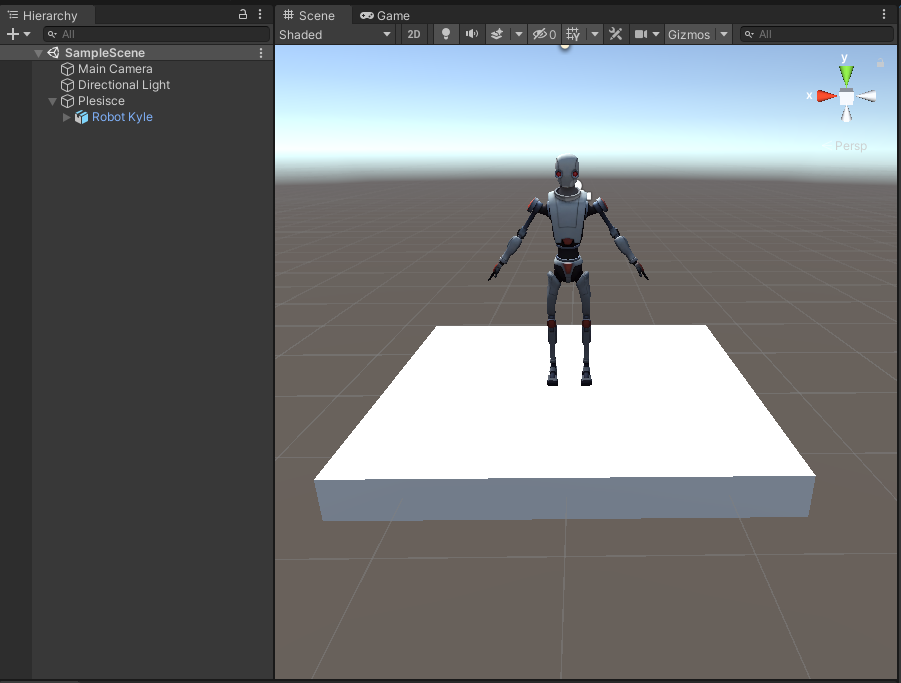 Hierarchy
All
SampleScene
Main Camera
Directional Light
Plesisce
Robot Kyle
Scene Game
Shaded 2D 0 Gizmos All
y
x
Persp